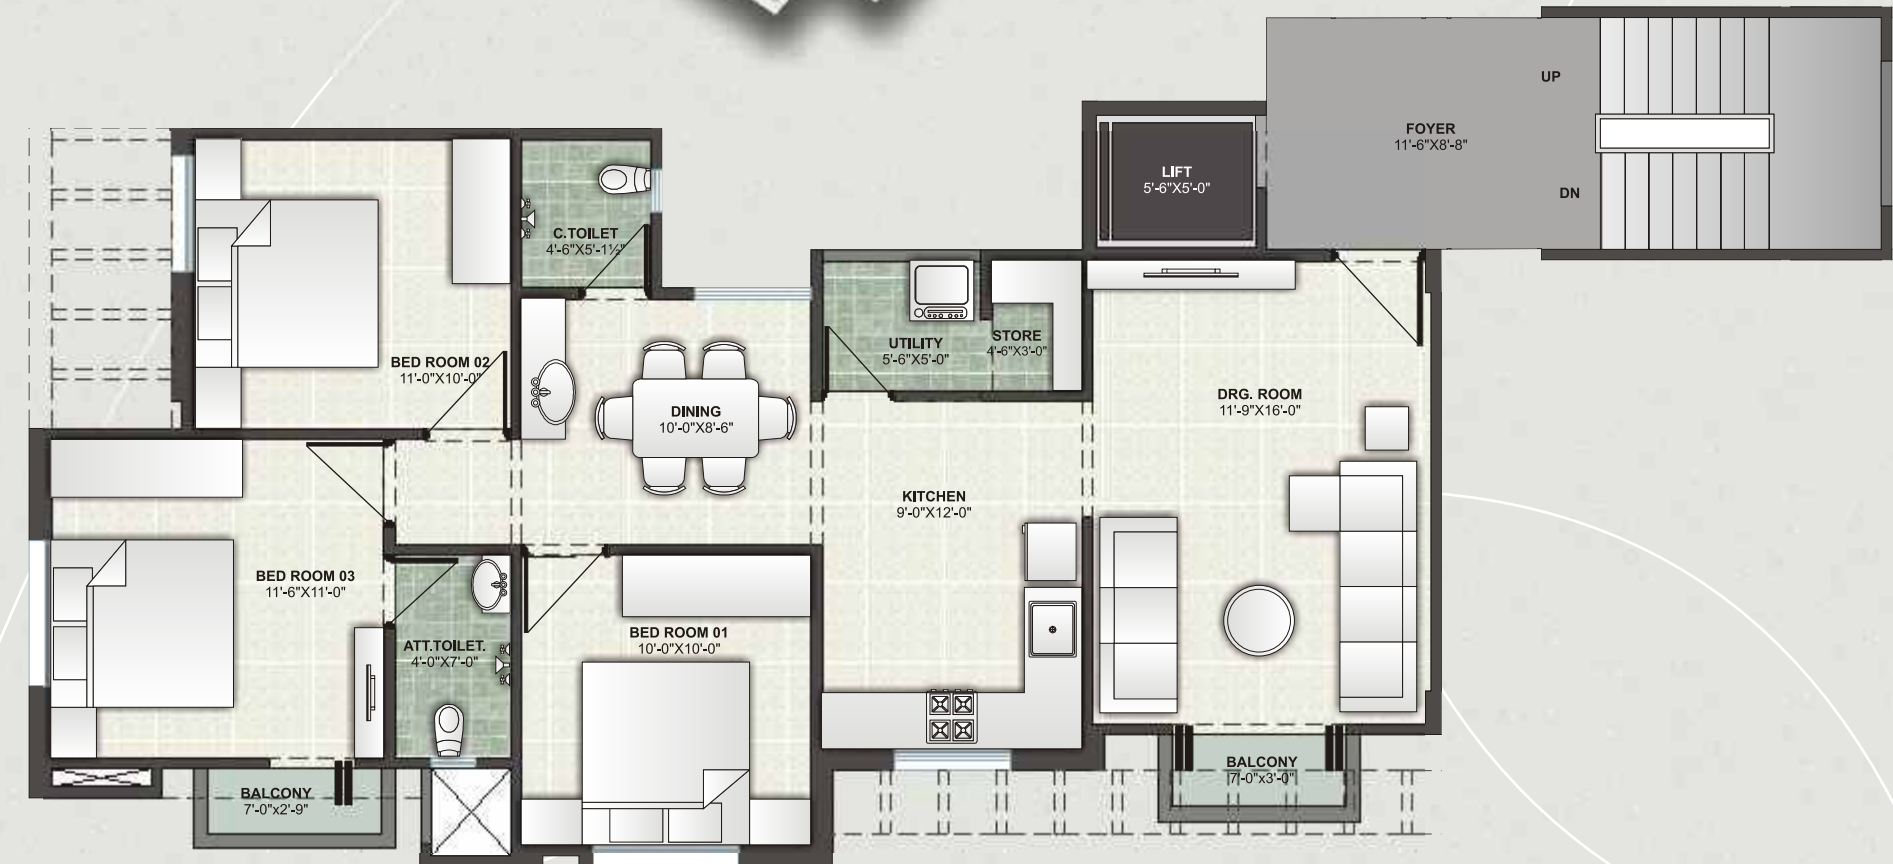 UP
FOYER
11'-6"X8'-8"
DN
LIFT
5'-6"X5'-0"
C.TOILET
4'-6"X5'-1½"
BED ROOM 02
11'-0"X10'-0"
UTILITY
5'-6"X5'-0"
STORE
4'-6"X3'-0"
DINING
10'-0"X8'-6"
DRG. ROOM
11'-9"X16'-0"
KITCHEN
9'-0"X12'-0"
BED ROOM 03
11'-6"X11'-0"
ATT.TOILET.
4'-0"X7'-0"
BED ROOM 01
10'-0"X10'-0"
BALCONY
7'-0"x2'-9"
BALCONY
7'-0"x3'-0"